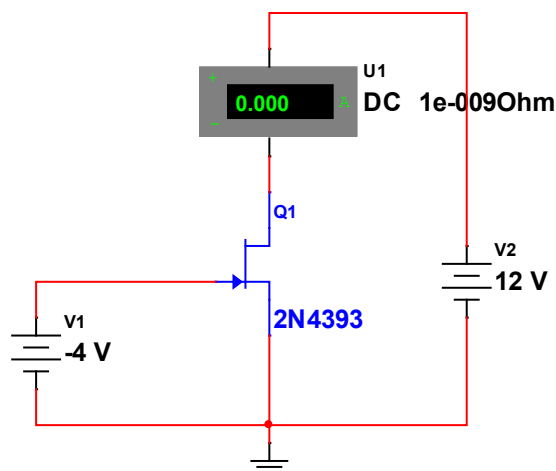 U1
+
0.000 A
DC 1e-009Ohm
-
Q1
V2
12 V
2N4393
V1
-4 V